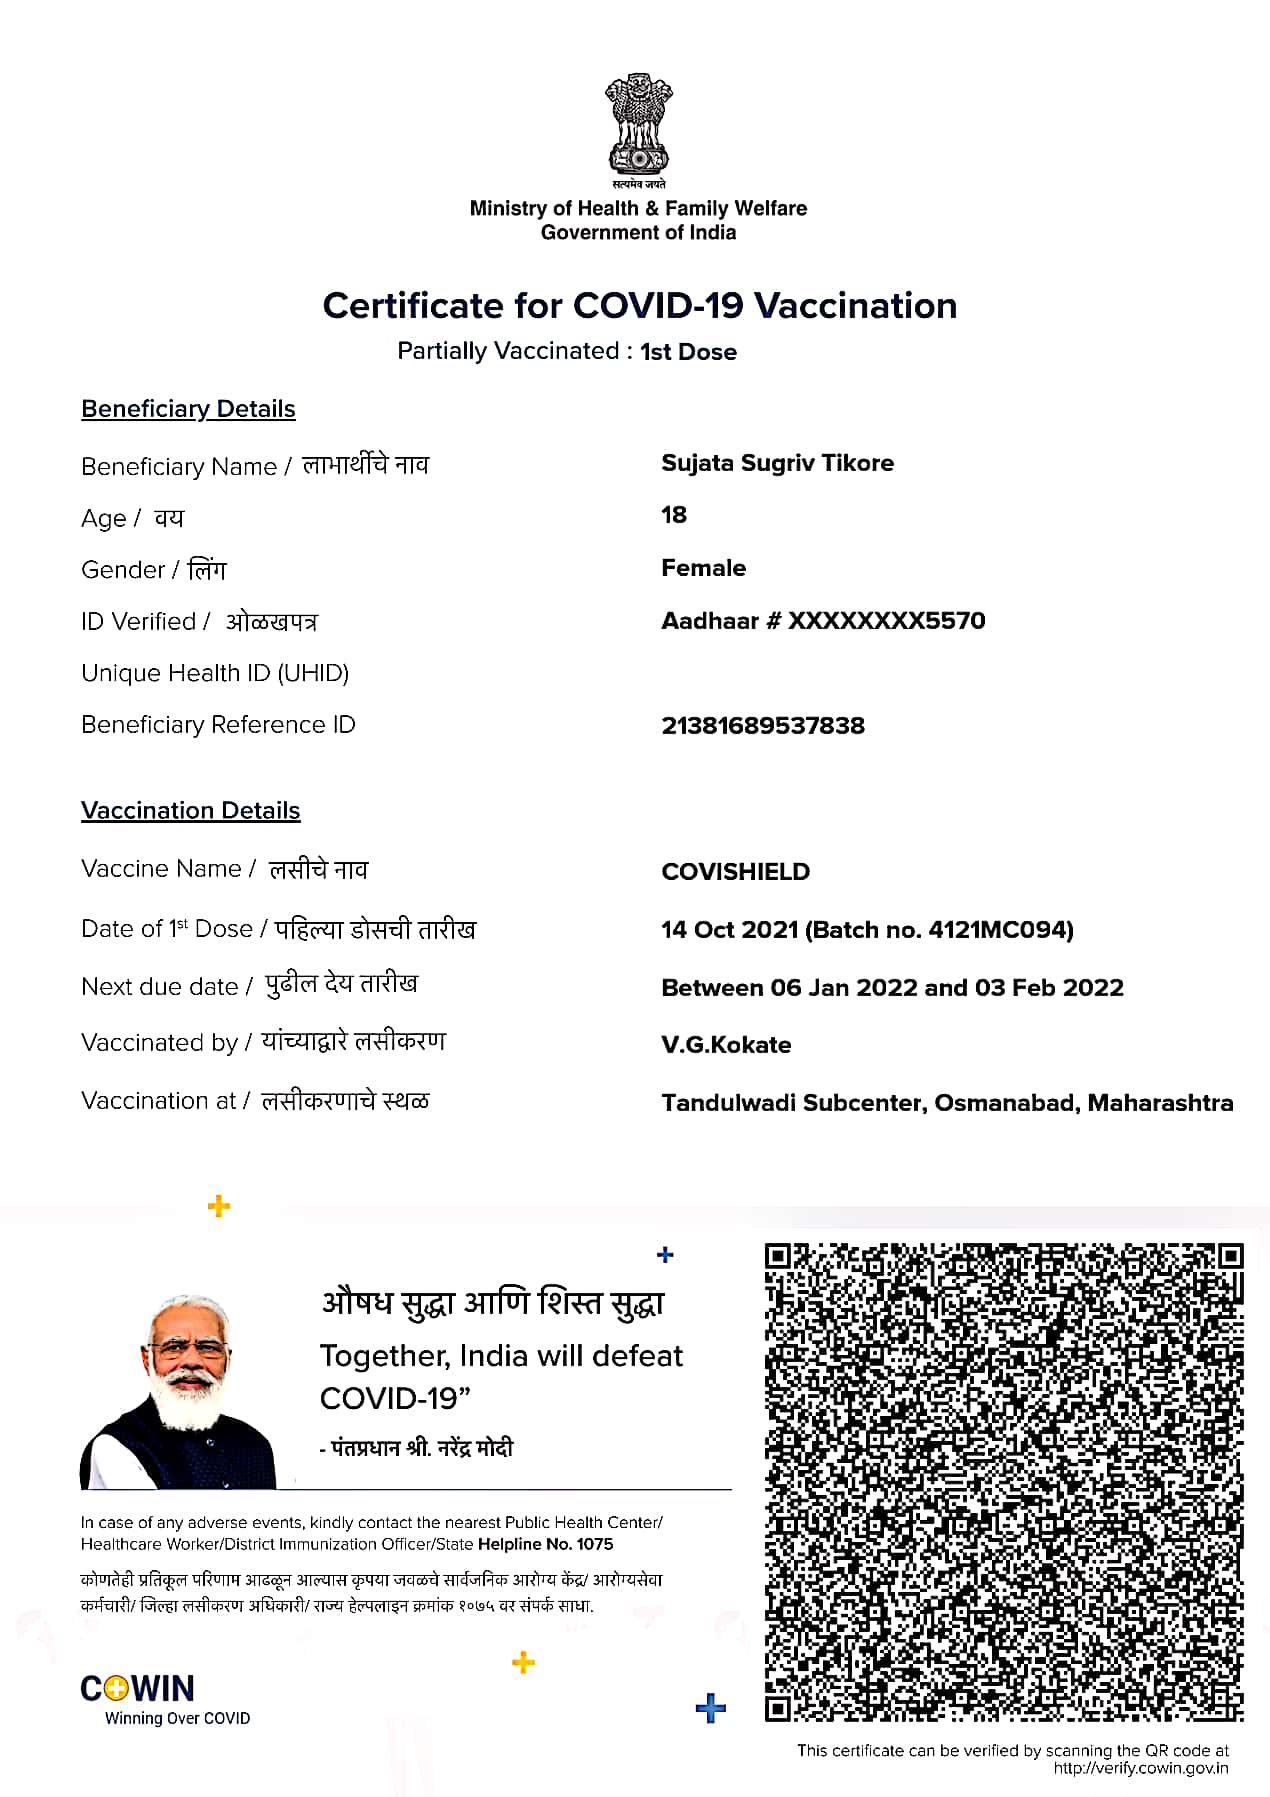 सत्यमेव जयते
Ministry of Health & Family Welfare
Government of India
Certificate for COVID-19 Vaccination
Partially Vaccinated : 1st Dose
Beneficiary Details
Beneficiary Name / लाभार्थीचे नाव Sujata Sugriv Tikore
Age / वय 18
Gender / लिंग Female
ID Verified / ओळखपत्र Aadhaar # XXXXXXXX5570
Unique Health ID (UHID)
Beneficiary Reference ID 21381689537838
Vaccination Details
Vaccine Name / लसीचे नाव COVISHIELD
Date of 1st Dose / पहिल्या डोसची तारीख 14 Oct 2021 (Batch no. 4121MC094)
Next due date / पुढील देय तारीख Between 06 Jan 2022 and 03 Feb 2022
Vaccinated by / यांच्याद्वारे लसीकरण V.G.Kokate
Vaccination at / लसीकरणाचे स्थळ Tandulwadi Subcenter, Osmanabad, Maharashtra
औषध सुद्धा आणि शिस्त सुद्धा
Together, India will defeat
COVID-19”
- पंतप्रधान श्री. नरेंद्र मोदी
In case of any adverse events, kindly contact the nearest Public Health Center/
Healthcare Worker/District Immunization Officer/State Helpline No. 1075
कोणतेही प्रतिकूल परिणाम आढळून आल्यास कृपया जवळचे सार्वजनिक आरोग्य केंद्र/ आरोग्यसेवा
कर्मचारी/ जिल्हा लसीकरण अधिकारी/ राज्य हेल्पलाइन क्रमांक १०७५ वर संपर्क साधा.
COWIN
Winning Over COVID
This certificate can be verified by scanning the QR code at
http://verify.cowin.gov.in